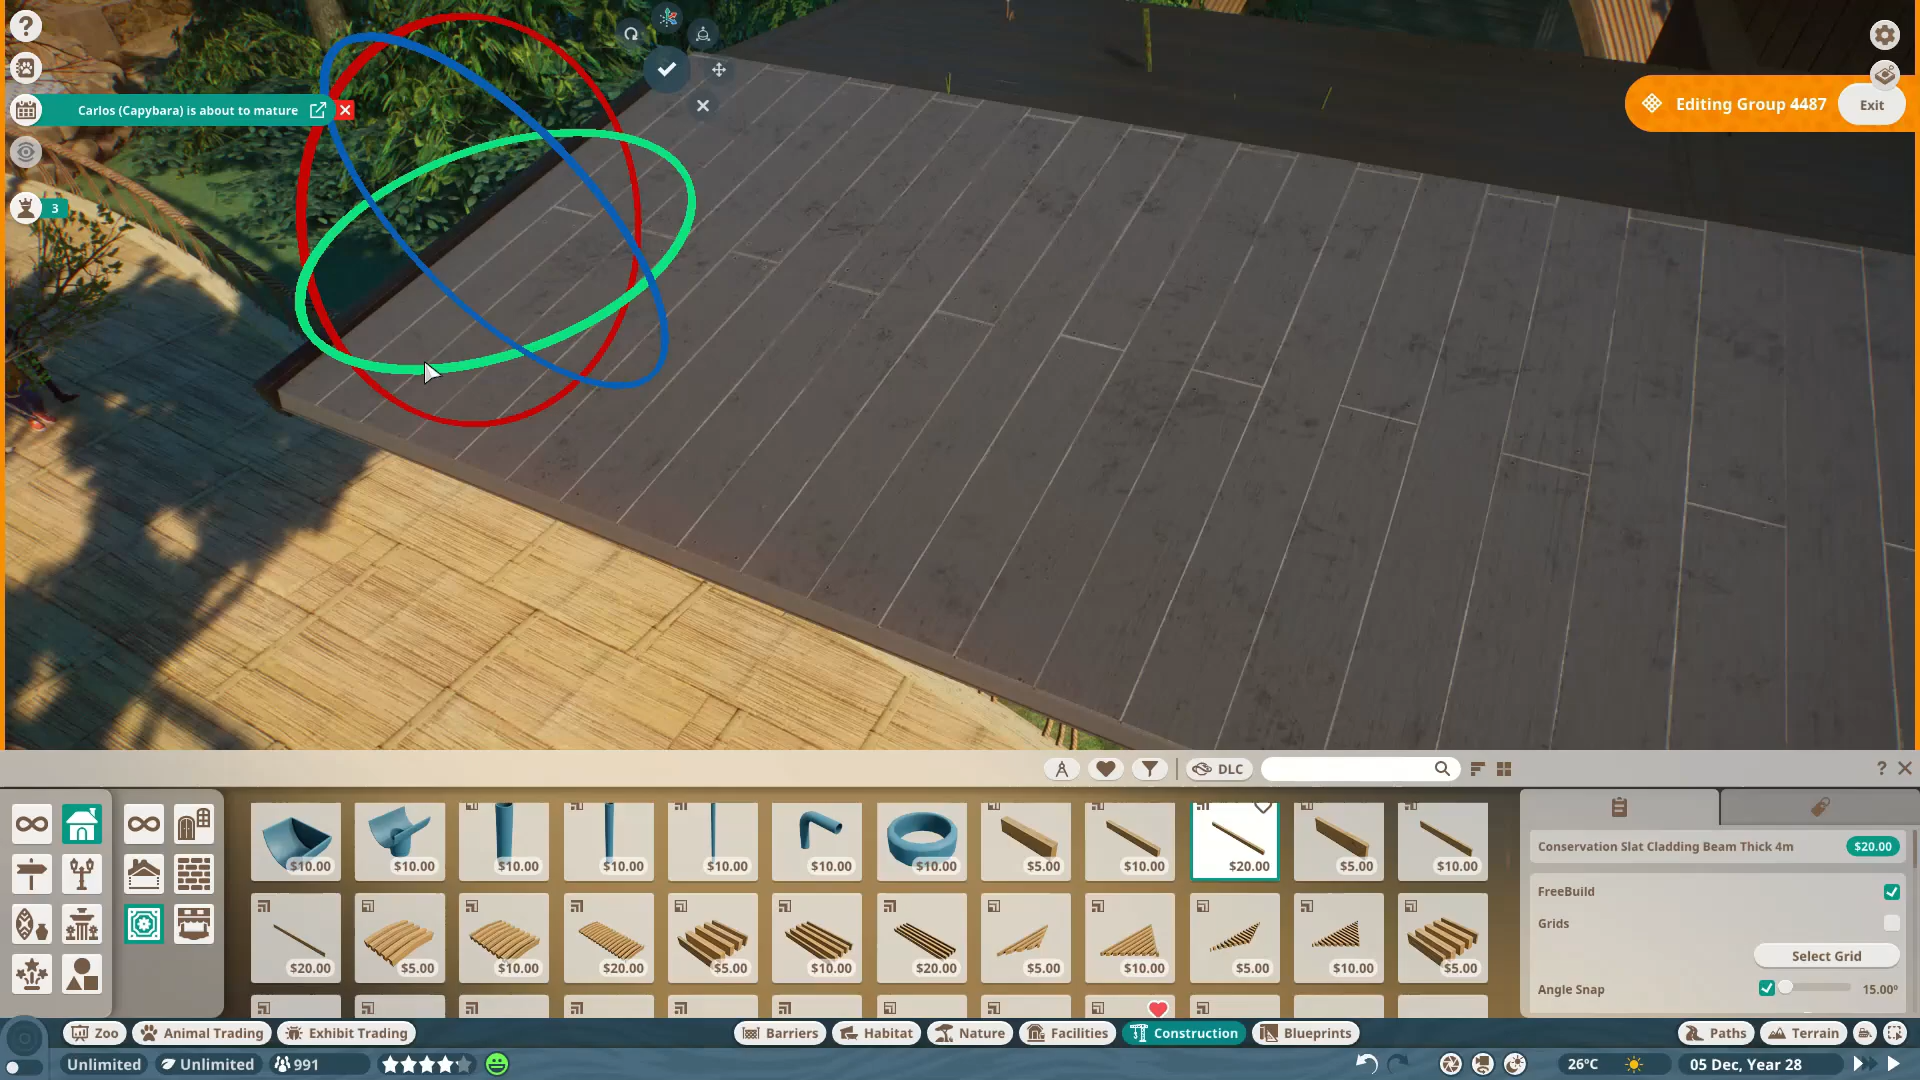 Carlos (Capybara) is about to mature
3
Editing Group 4487
Exit
DLC
$10.00 $10.00 $10.00 $10.00 $10.00 $10.00 $10.00 $5.00 $10.00 $20.00 $5.00 $10.00
$20.00 $5.00 $10.00 $20.00 $5.00 $10.00 $20.00 $5.00 $10.00 $5.00 $10.00 $5.00
Conservation Slat Cladding Beam Thick 4m $20.00
FreeBuild
Grids
Select Grid
Angle Snap 15.00°
Zoo Animal Trading Exhibit Trading Barriers Habitat Nature Facilities Construction Blueprints Paths Terrain
Unlimited Unlimited 991 26°C 05 Dec, Year 28